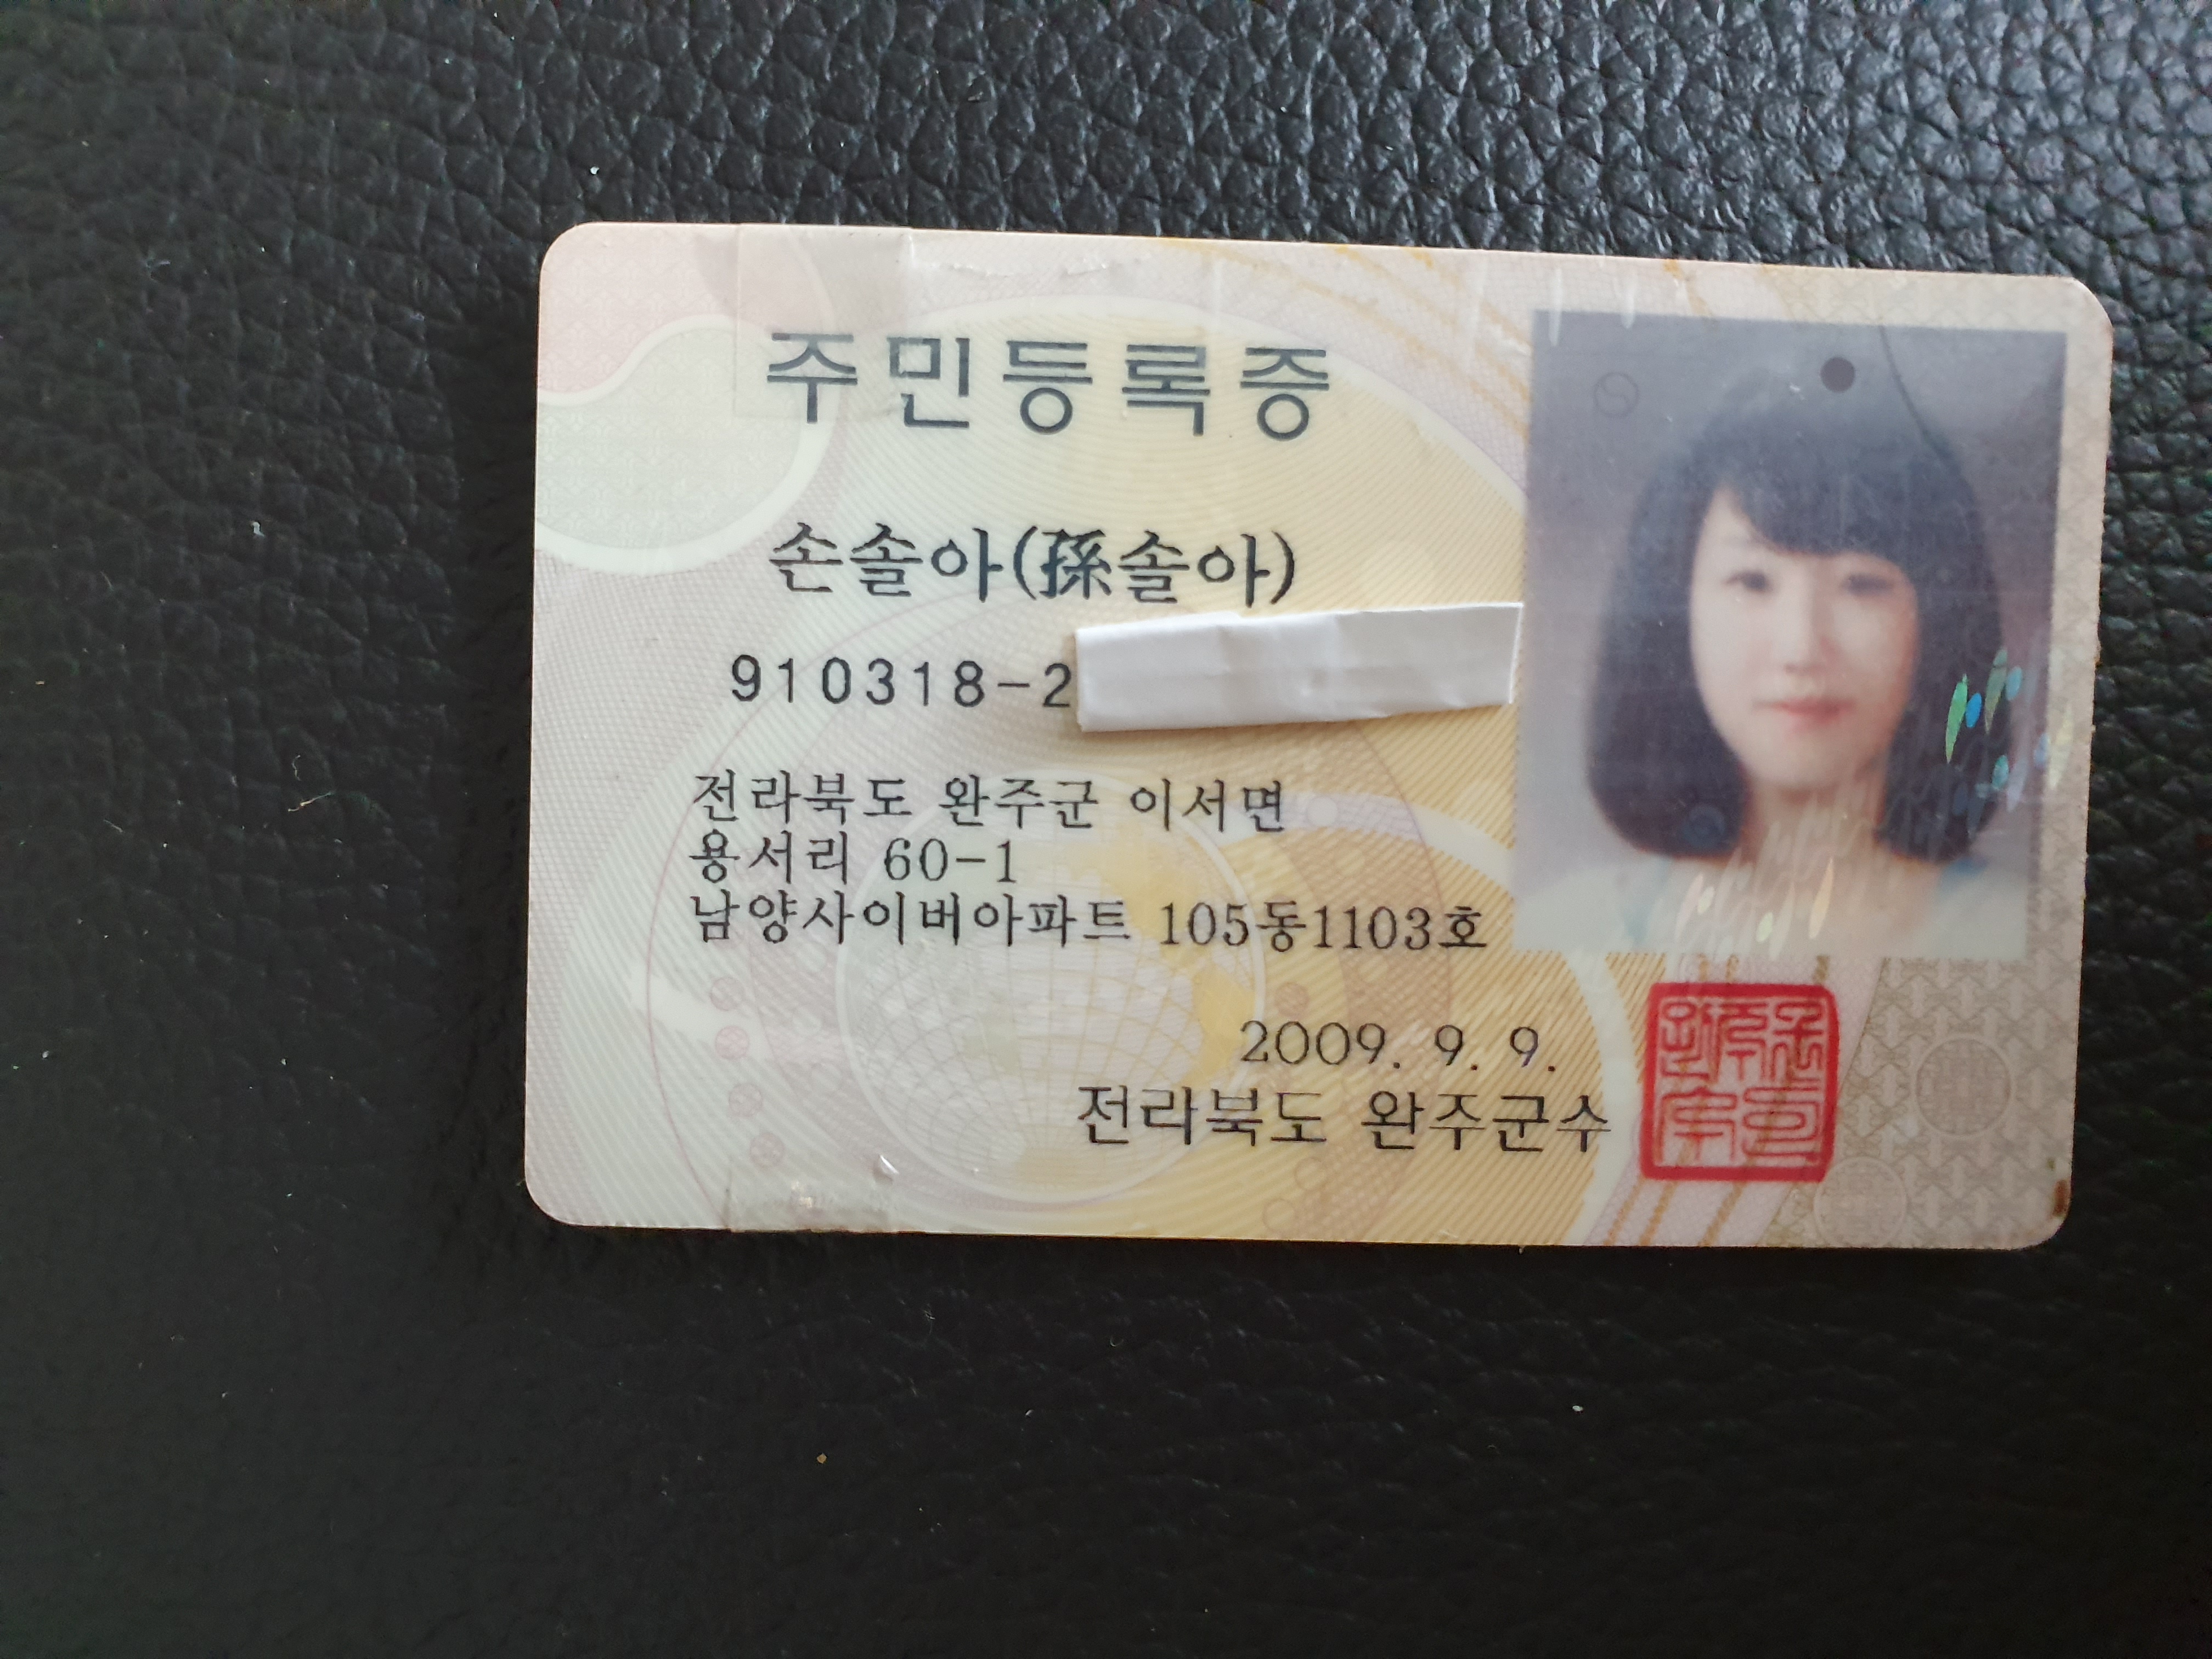 주민등록증
손솔아(孫솔아)
910318-2
전라북도 완주군 이서면
용서리 60-1
남양사이버아파트 105동1103호
2009. 9. 9.
전라북도 완주군수